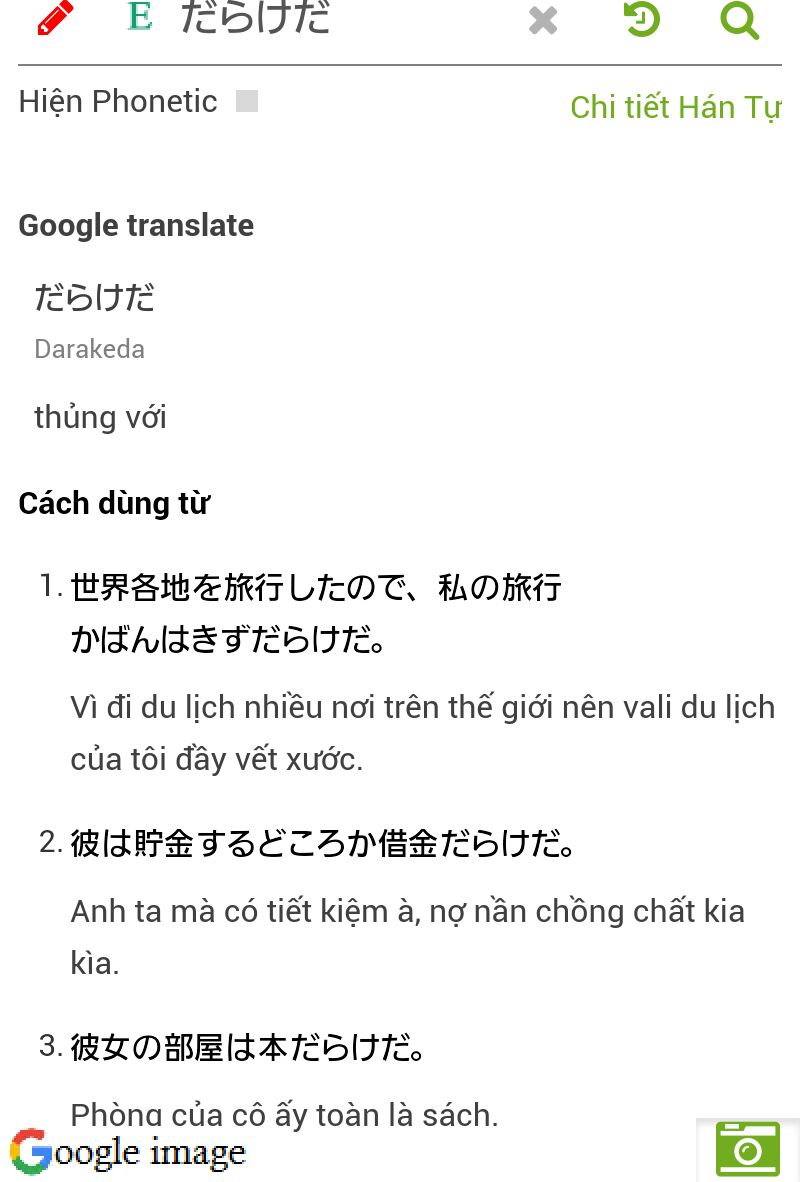 E だらけだ
Hiện Phonetic
Chi tiết Hán Tự
Google translate
だらけだ
Darakeda
thủng với
Cách dùng từ
1. 世界各地を旅行したので、私の旅行
かばんはきずだらけだ。
Vì đi du lịch nhiều nơi trên thế giới nên vali du lịch
của tôi đầy vết xước.
2. 彼は貯金するどころか借金だらけだ。
Anh ta mà có tiết kiệm à, nợ nần chồng chất kia
kìa.
3. 彼女の部屋は本だらけだ。
Phòng của cô ấy toàn là sách.
Google image